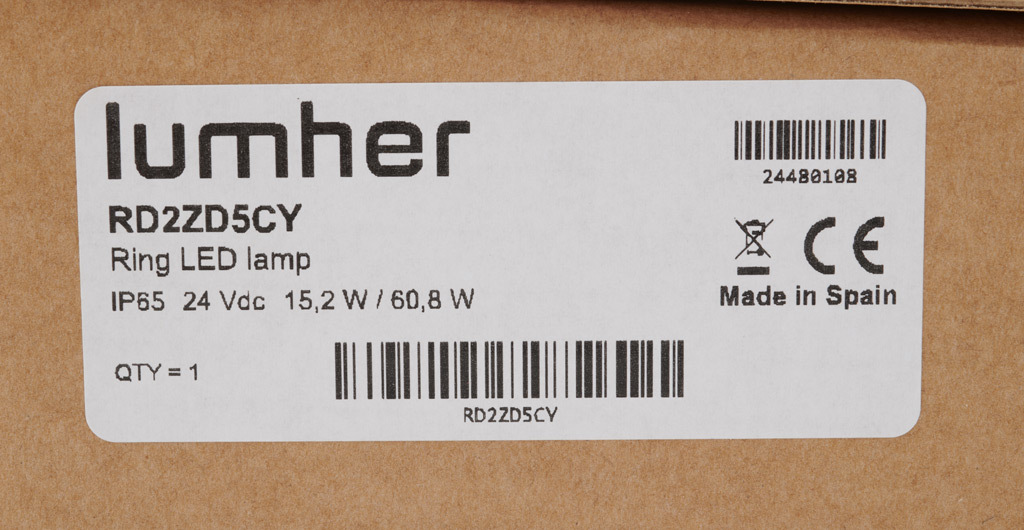 lumher
24480108
RD2ZD5CY
Ring LED lamp
IP65 24 Vdc 15,2 W / 60,8 W
CE
Made in Spain
QTY = 1
RD2ZD5CY